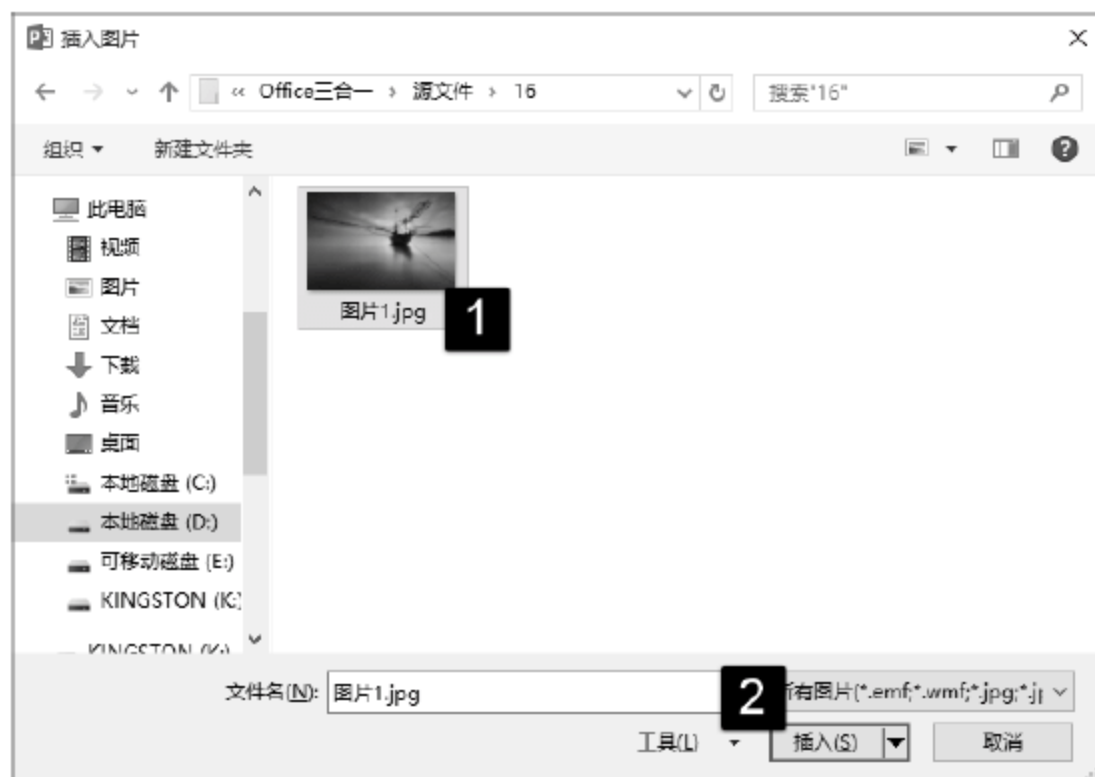 插入图片
« Office三合一 › 源文件 › 16
搜索"16"
组织
新建文件夹
此电脑
视频
图片
文档
下载
音乐
桌面
本地磁盘 (C:)
本地磁盘 (D:)
可移动磁盘 (E:)
KINGSTON (K:)
KINGSTON (K:)
图片1.jpg
1
文件名(N):
图片1.jpg
2
有图片(*.emf;*.wmf;*.jpg;*.j
工具(L)
插入(S)
取消